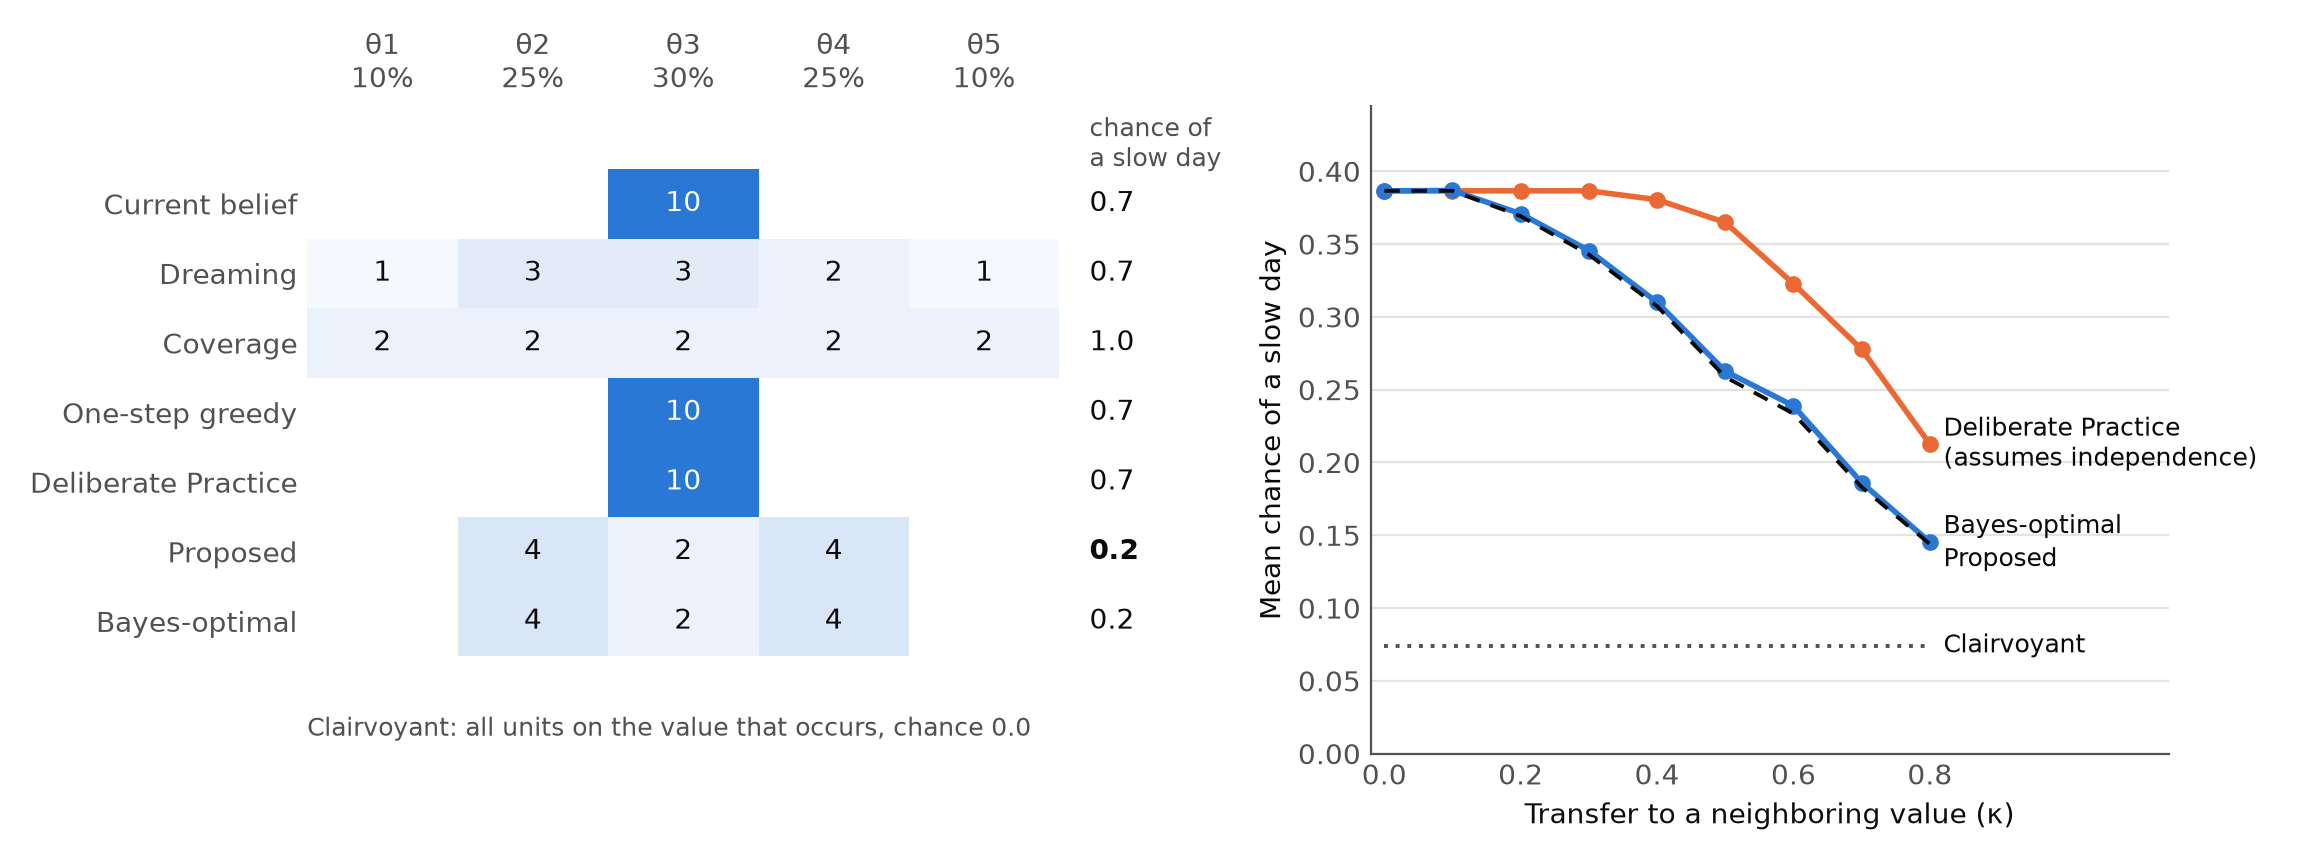 θ1 θ2 θ3 θ4 θ5
10% 25% 30% 25% 10%
chance of
a slow day
Current belief 10 0.7
Dreaming 1 3 3 2 1 0.7
Coverage 2 2 2 2 2 1.0
One-step greedy 10 0.7
Deliberate Practice 10 0.7
Proposed 4 2 4 0.2
Bayes-optimal 4 2 4 0.2
Clairvoyant: all units on the value that occurs, chance 0.0
Mean chance of a slow day
0.40
0.35
0.30
0.25
0.20
0.15
0.10
0.05
0.00
Deliberate Practice
(assumes independence)
Bayes-optimal
Proposed
Clairvoyant
0.0 0.2 0.4 0.6 0.8
Transfer to a neighboring value (κ)